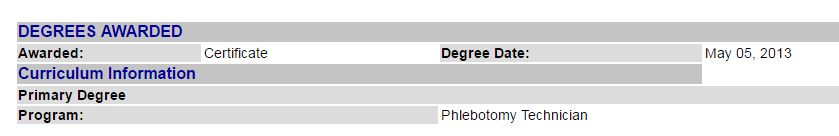 DEGREES AWARDED
Awarded: Certificate Degree Date: May 05, 2013
Curriculum Information
Primary Degree
Program: Phlebotomy Technician